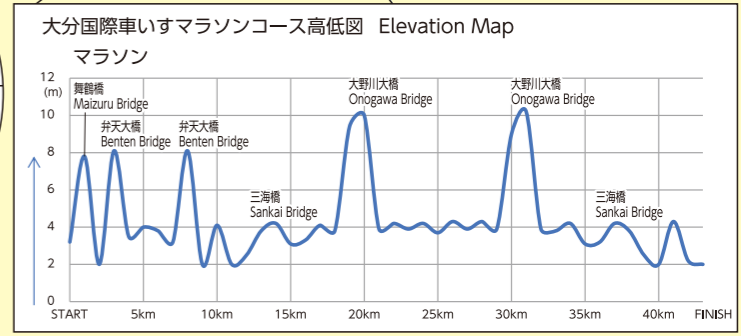 大分国際車いすマラソンコース高低図 Elevation Map
マラソン
12
(m)
10
8
6
4
2
0
舞鶴橋
Maizuru Bridge
弁天大橋
Benten Bridge
弁天大橋
Benten Bridge
三海橋
Sankai Bridge
大野川大橋
Onogawa Bridge
大野川大橋
Onogawa Bridge
三海橋
Sankai Bridge
START
5km
10km
15km
20km
25km
30km
35km
40km
FINISH